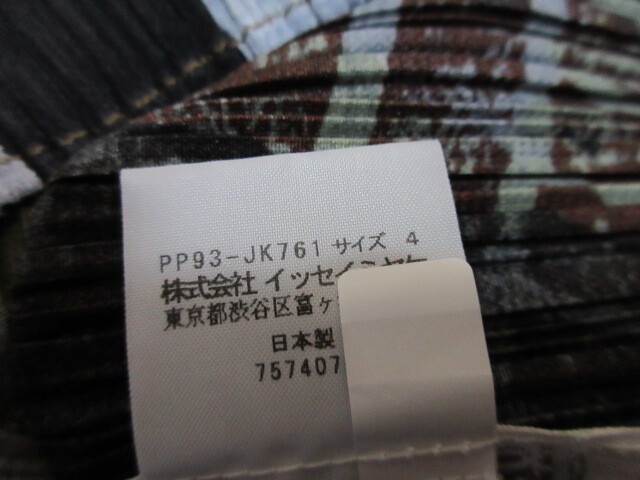 PP93-JK761 サイズ 4
株式会社 イッセイミヤケ
東京都渋谷区富ヶ
日本製
757407